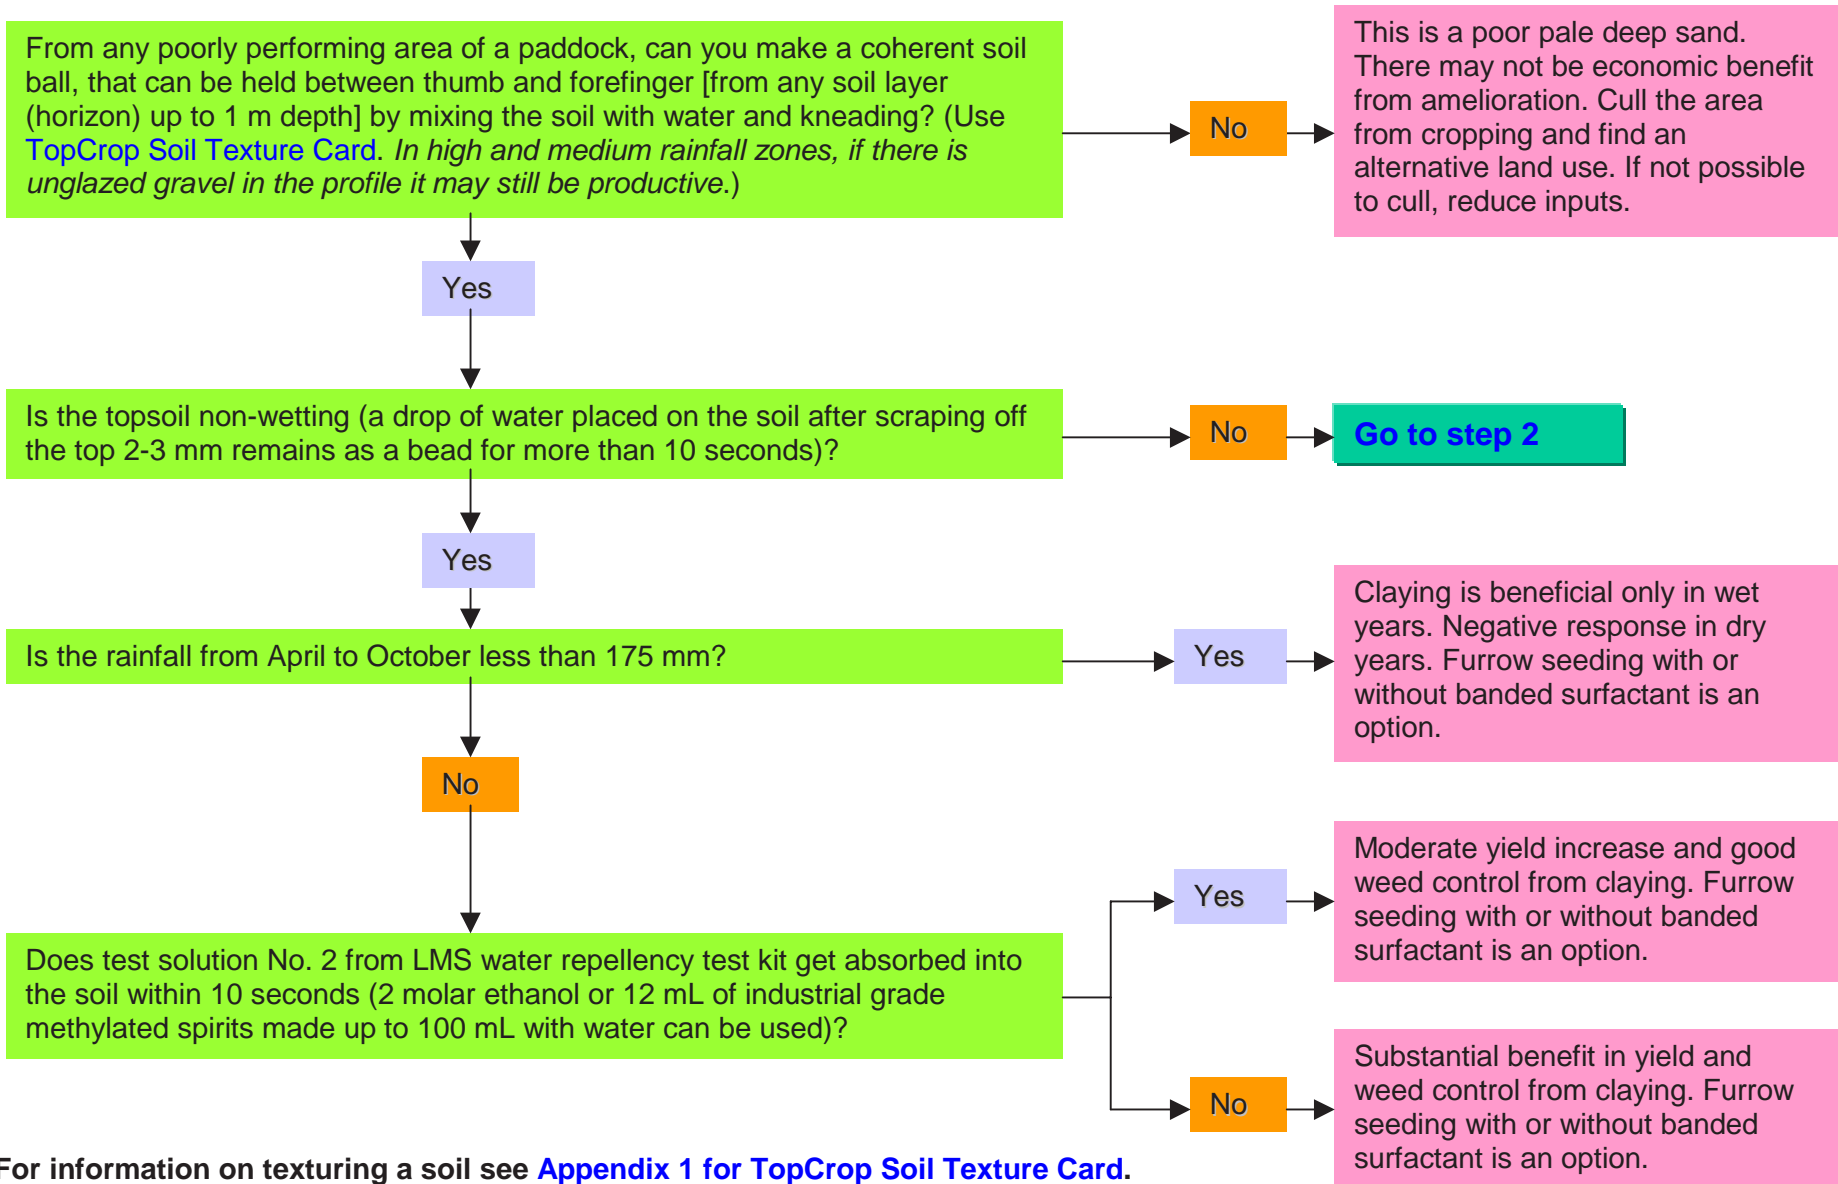 From any poorly performing area of a paddock, can you make a coherent soil
ball, that can be held between thumb and forefinger [from any soil layer
(horizon) up to 1 m depth] by mixing the soil with water and kneading? (Use
TopCrop Soil Texture Card. In high and medium rainfall zones, if there is
unglazed gravel in the profile it may still be productive.)
No
This is a poor pale deep sand.
There may not be economic benefit
from amelioration. Cull the area
from cropping and find an
alternative land use. If not possible
to cull, reduce inputs.
Yes
Is the topsoil non-wetting (a drop of water placed on the soil after scraping off
the top 2-3 mm remains as a bead for more than 10 seconds)?
No
Go to step 2
Yes
Is the rainfall from April to October less than 175 mm?
Yes
Claying is beneficial only in wet
years. Negative response in dry
years. Furrow seeding with or
without banded surfactant is an
option.
No
Does test solution No. 2 from LMS water repellency test kit get absorbed into
the soil within 10 seconds (2 molar ethanol or 12 mL of industrial grade
methylated spirits made up to 100 mL with water can be used)?
Yes
Moderate yield increase and good
weed control from claying. Furrow
seeding with or without banded
surfactant is an option.
No
Substantial benefit in yield and
weed control from claying. Furrow
seeding with or without banded
surfactant is an option.
For information on texturing a soil see Appendix 1 for TopCrop Soil Texture Card.